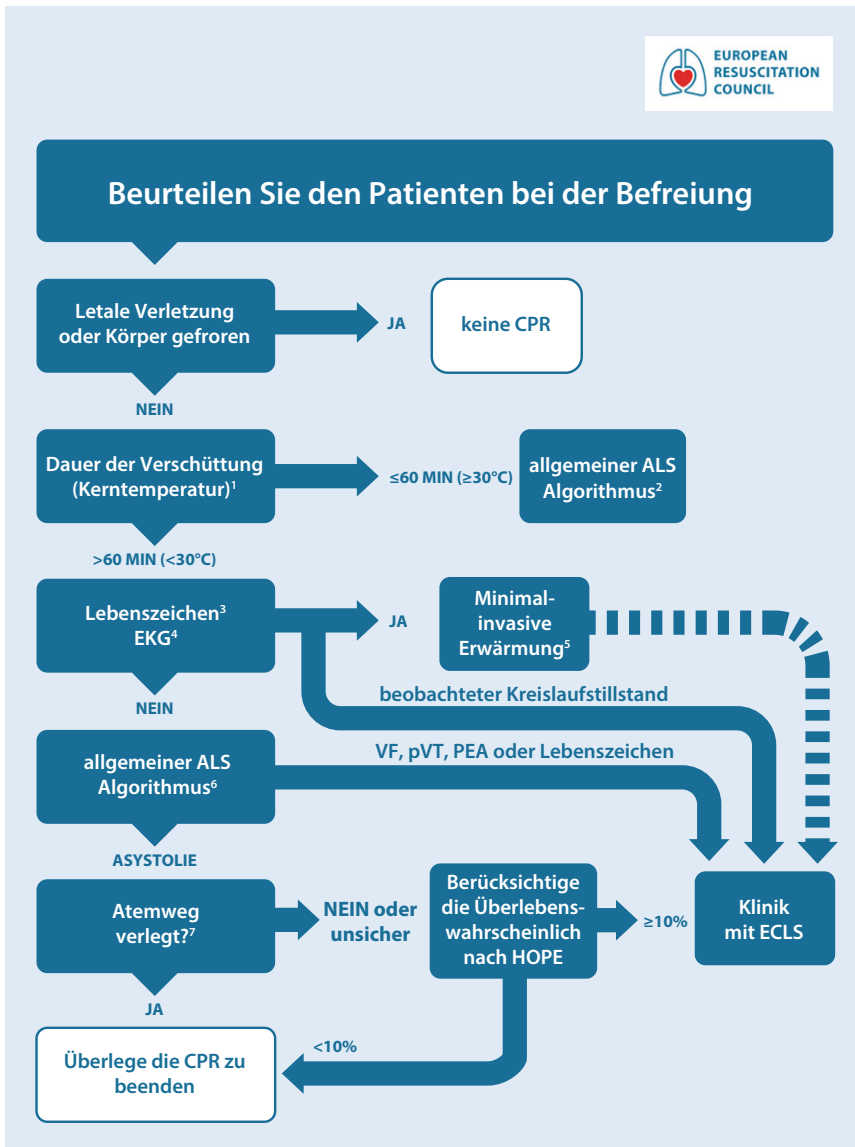 EUROPEAN
RESUSCITATION
COUNCIL
Beurteilen Sie den Patienten bei der Befreiung
Letale Verletzung
oder Körper gefroren
JA
keine CPR
NEIN
Dauer der Verschüttung
(Kerntemperatur)¹
≤60 MIN (≥30°C)
allgemeiner ALS
Algorithmus²
>60 MIN (<30°C)
Lebenszeichen³
EKG⁴
JA
Minimal-
invasive
Erwärmung⁵
beobachteter Kreislaufstillstand
NEIN
allgemeiner ALS
Algorithmus⁶
VF, pVT, PEA oder Lebenszeichen
ASYSTOLIE
Atemweg
verlegt?⁷
NEIN oder
unsicher
Berücksichtige
die Überlebens-
wahrscheinlich
nach HOPE
≥10%
Klinik
mit ECLS
JA
<10%
Überlege die CPR zu
beenden